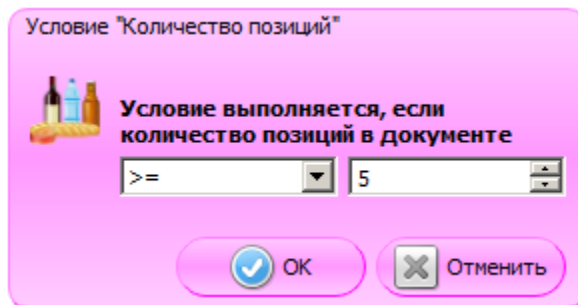 Условие "Количество позиций"
Условие выполняется, если
количество позиций в документе
>= 5
OK Отменить